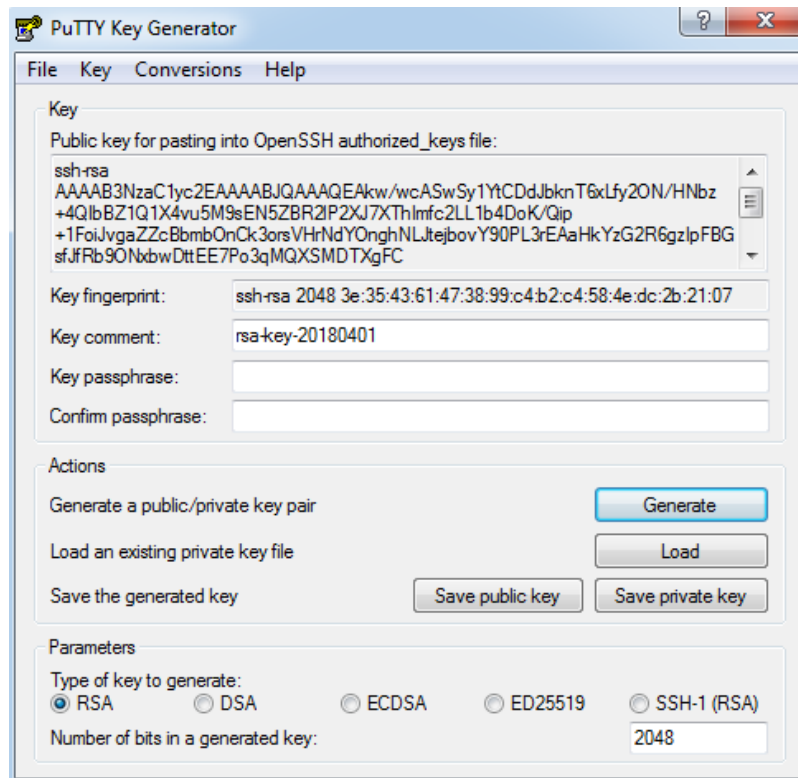 PuTTY Key Generator
File Key Conversions Help
Key
Public key for pasting into OpenSSH authorized_keys file:
ssh-rsa
AAAAB3NzaC1yc2EAAAABJQAAAQEAkw/wcASwSy1YtCDdJbknT6xLfy2ON/HNbz
+4QIbBZ1Q1X4vu5M9sEN5ZBR2IP2XJ7XThImfc2LL1b4DoK/Qip
+1FoiJvgaZZcBbmbOnCk3orsVHrNdYOnghNLJtejbovY90PL3rEAaHkYzG2R6gzIpFBG
sfJfRb9ONxbwDttEE7Po3qMQXSMDTXgFC
Key fingerprint: ssh-rsa 2048 3e:35:43:61:47:38:99:c4:b2:c4:58:4e:dc:2b:21:07
Key comment: rsa-key-20180401
Key passphrase:
Confirm passphrase:
Actions
Generate a public/private key pair Generate
Load an existing private key file Load
Save the generated key Save public key Save private key
Parameters
Type of key to generate:
RSA DSA ECDSA ED25519 SSH-1 (RSA)
Number of bits in a generated key: 2048